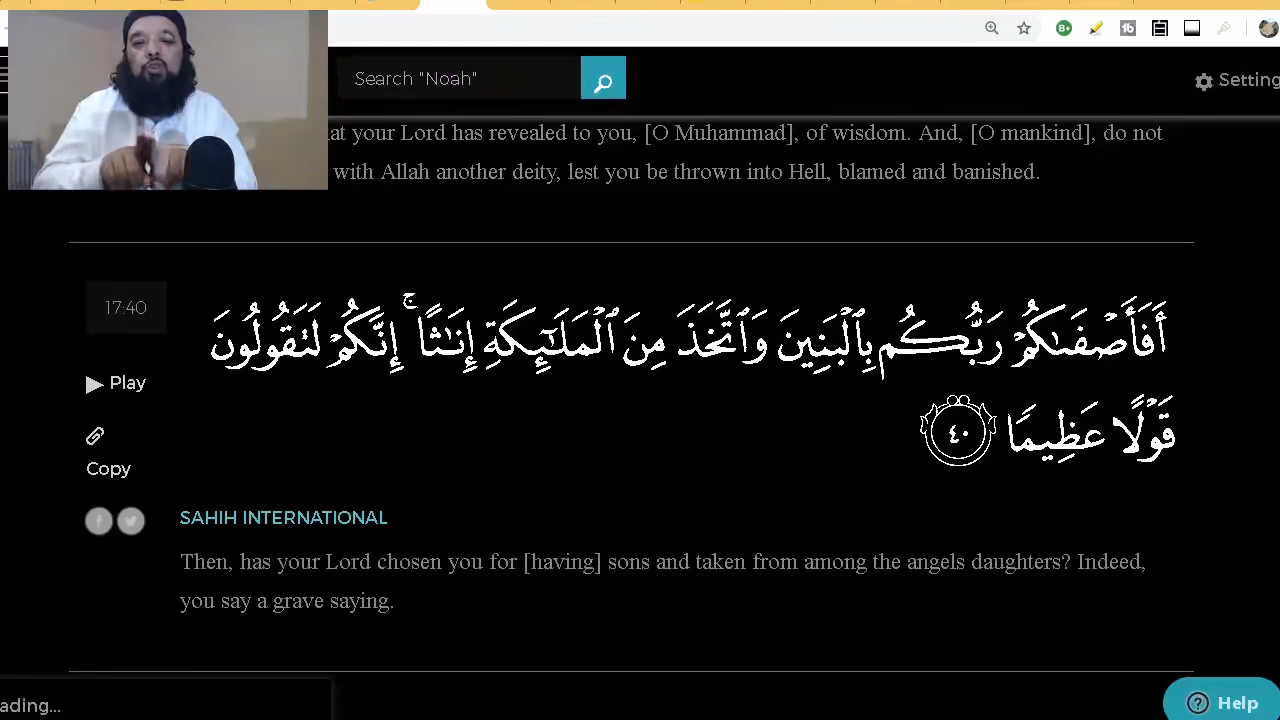 Search "Noah"
Setting
at your Lord has revealed to you, [O Muhammad], of wisdom. And, [O mankind], do not
with Allah another deity, lest you be thrown into Hell, blamed and banished.
17:40
أَفَأَصْفَىٰكُمْ رَبُّكُم بِٱلْبَنِينَ وَٱتَّخَذَ مِنَ ٱلْمَلَـٰٓئِكَةِ إِنَـٰثًا ۚ إِنَّكُمْ لَتَقُولُونَ
قَوْلًا عَظِيمًا ٤٠
Play
Copy
SAHIH INTERNATIONAL
Then, has your Lord chosen you for [having] sons and taken from among the angels daughters? Indeed,
you say a grave saying.
ading...
Help